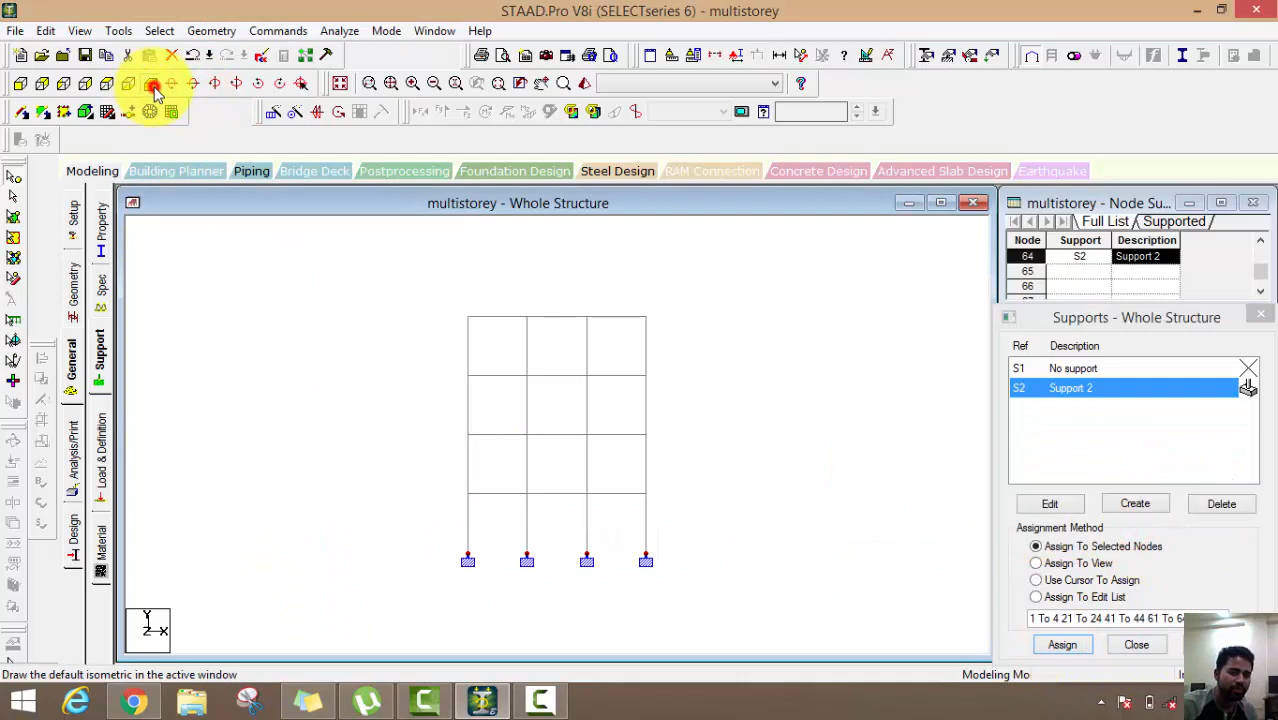 STAAD.Pro V8i (SELECTseries 6) - multistorey
File Edit View Tools Select Geometry Commands Analyze Mode Window Help
Modeling Building Planner Piping Bridge Deck Postprocessing Foundation Design Steel Design RAM Connection Concrete Design Advanced Slab Design Earthquake
multistorey - Whole Structure
multistorey - Node Su...
Full List Supported
Node Support Description
64 S2 Support 2
65
66
Setup
Geometry
General
Analysis/Print
Design
Property
Spec
Support
Load & Definition
Material
Supports - Whole Structure
Ref Description
S1 No support
S2 Support 2
Edit Create Delete
Assignment Method
Assign To Selected Nodes
Assign To View
Use Cursor To Assign
Assign To Edit List
1 To 4 21 To 24 41 To 44 61 To 64
Assign Close
Y
Z X
Draw the default isometric in the active window
Modeling Mo